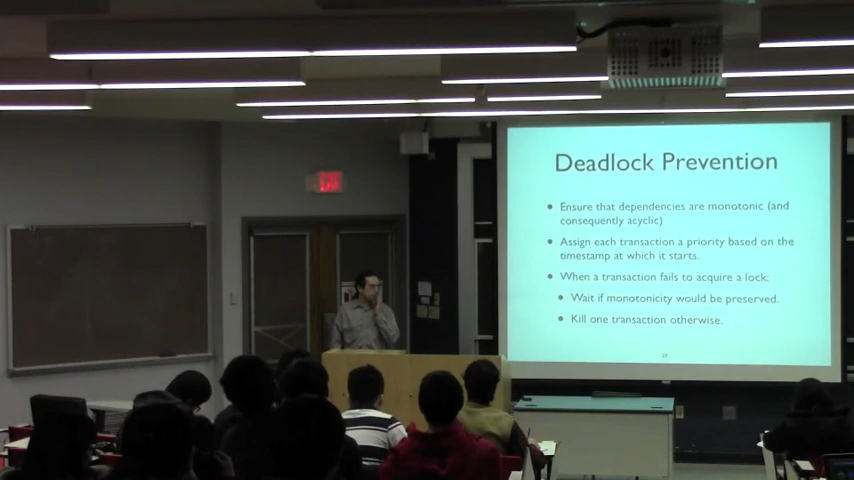 Deadlock Prevention
• Ensure that dependencies are monotonic (and
consequently acyclic)
• Assign each transaction a priority based on the
timestamp at which it starts.
• When a transaction fails to acquire a lock:
• Wait if monotonicity would be preserved.
• Kill one transaction otherwise.